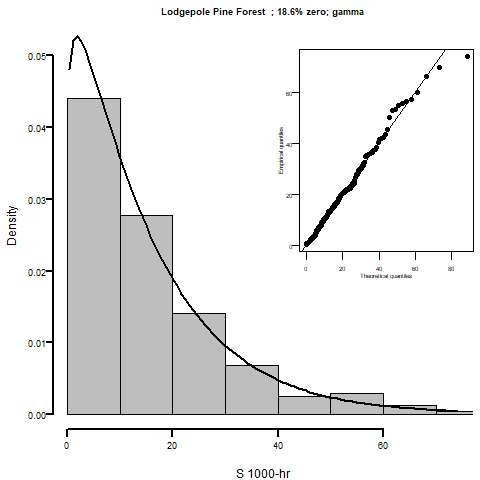 Lodgepole Pine Forest ; 18.6% zero; gamma
0.05
0.04
0.03
0.02
0.01
0.00
Density
0 20 40 60
S 1000-hr
60
40
20
0
Empirical quantiles
0 20 40 60 80
Theoretical quantiles